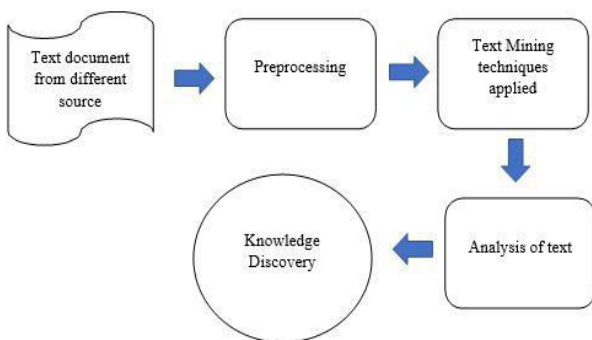 Text document
from different
source
Preprocessing
Text Mining
techniques
applied
Analysis of text
Knowledge
Discovery